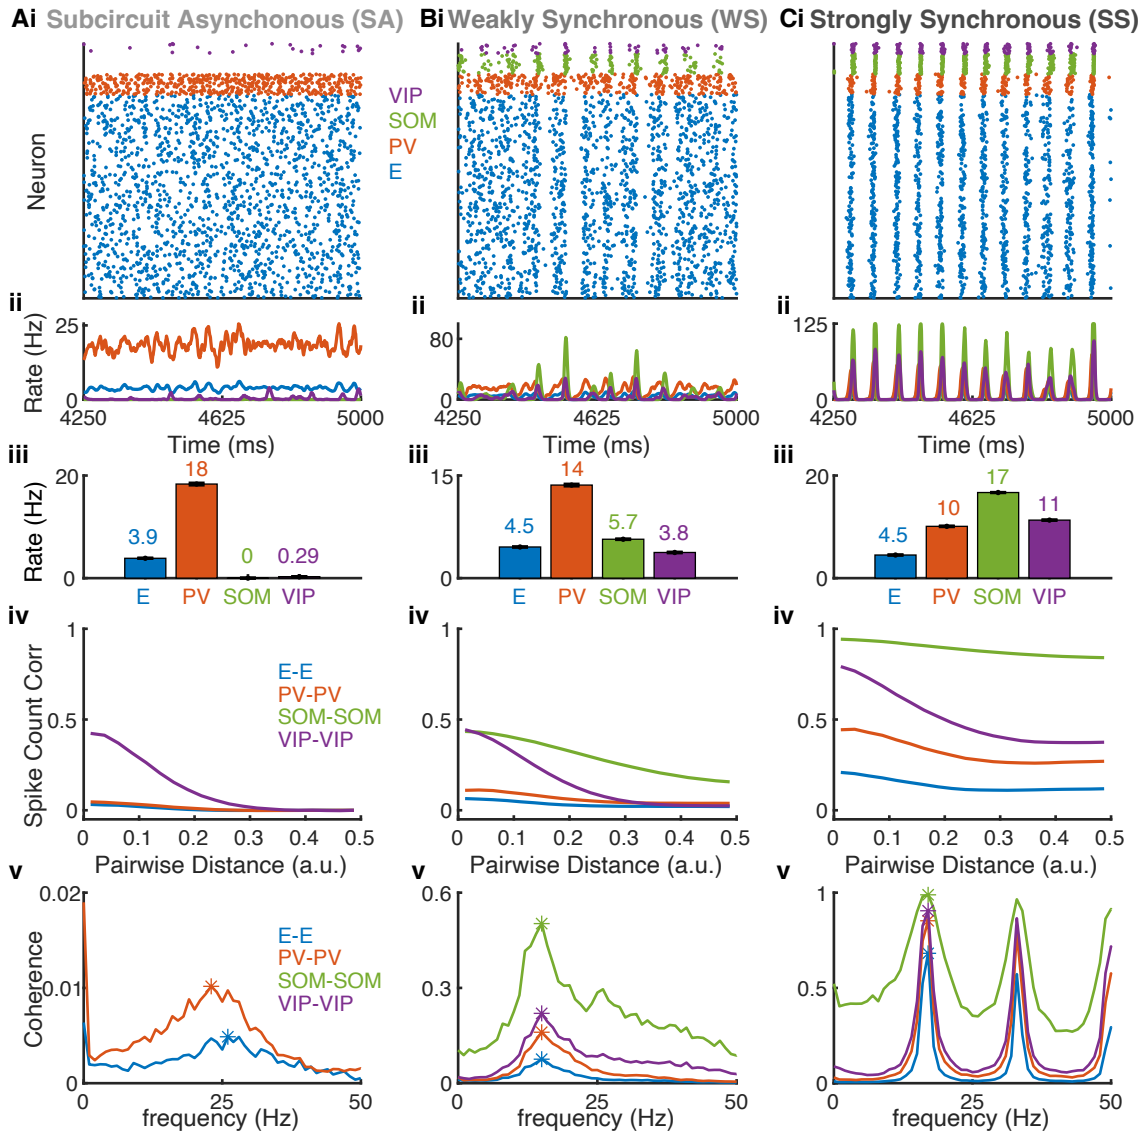 Ai Subcircuit Asynchonous (SA)
Bi Weakly Synchronous (WS)
Ci Strongly Synchronous (SS)
Neuron
VIP
SOM
PV
E
ii
Rate (Hz)
25
0
4250 4625 5000
Time (ms)
ii
80
0
4250 4625 5000
Time (ms)
ii
125
0
4250 4625 5000
Time (ms)
iii
Rate (Hz)
20
0
3.9 18 0 0.29
E PV SOM VIP
iii
15
0
4.5 14 5.7 3.8
E PV SOM VIP
iii
20
0
4.5 10 17 11
E PV SOM VIP
iv
Spike Count Corr
1
0.5
0
E-E
PV-PV
SOM-SOM
VIP-VIP
0 0.1 0.2 0.3 0.4 0.5
Pairwise Distance (a.u.)
iv
1
0.5
0
0 0.1 0.2 0.3 0.4 0.5
Pairwise Distance (a.u.)
iv
1
0.5
0
0 0.1 0.2 0.3 0.4 0.5
Pairwise Distance (a.u.)
v
Coherence
0.02
0.01
0
E-E
PV-PV
SOM-SOM
VIP-VIP
0 25 50
frequency (Hz)
v
0.6
0.3
0
0 25 50
frequency (Hz)
v
1
0.5
0
0 25 50
frequency (Hz)